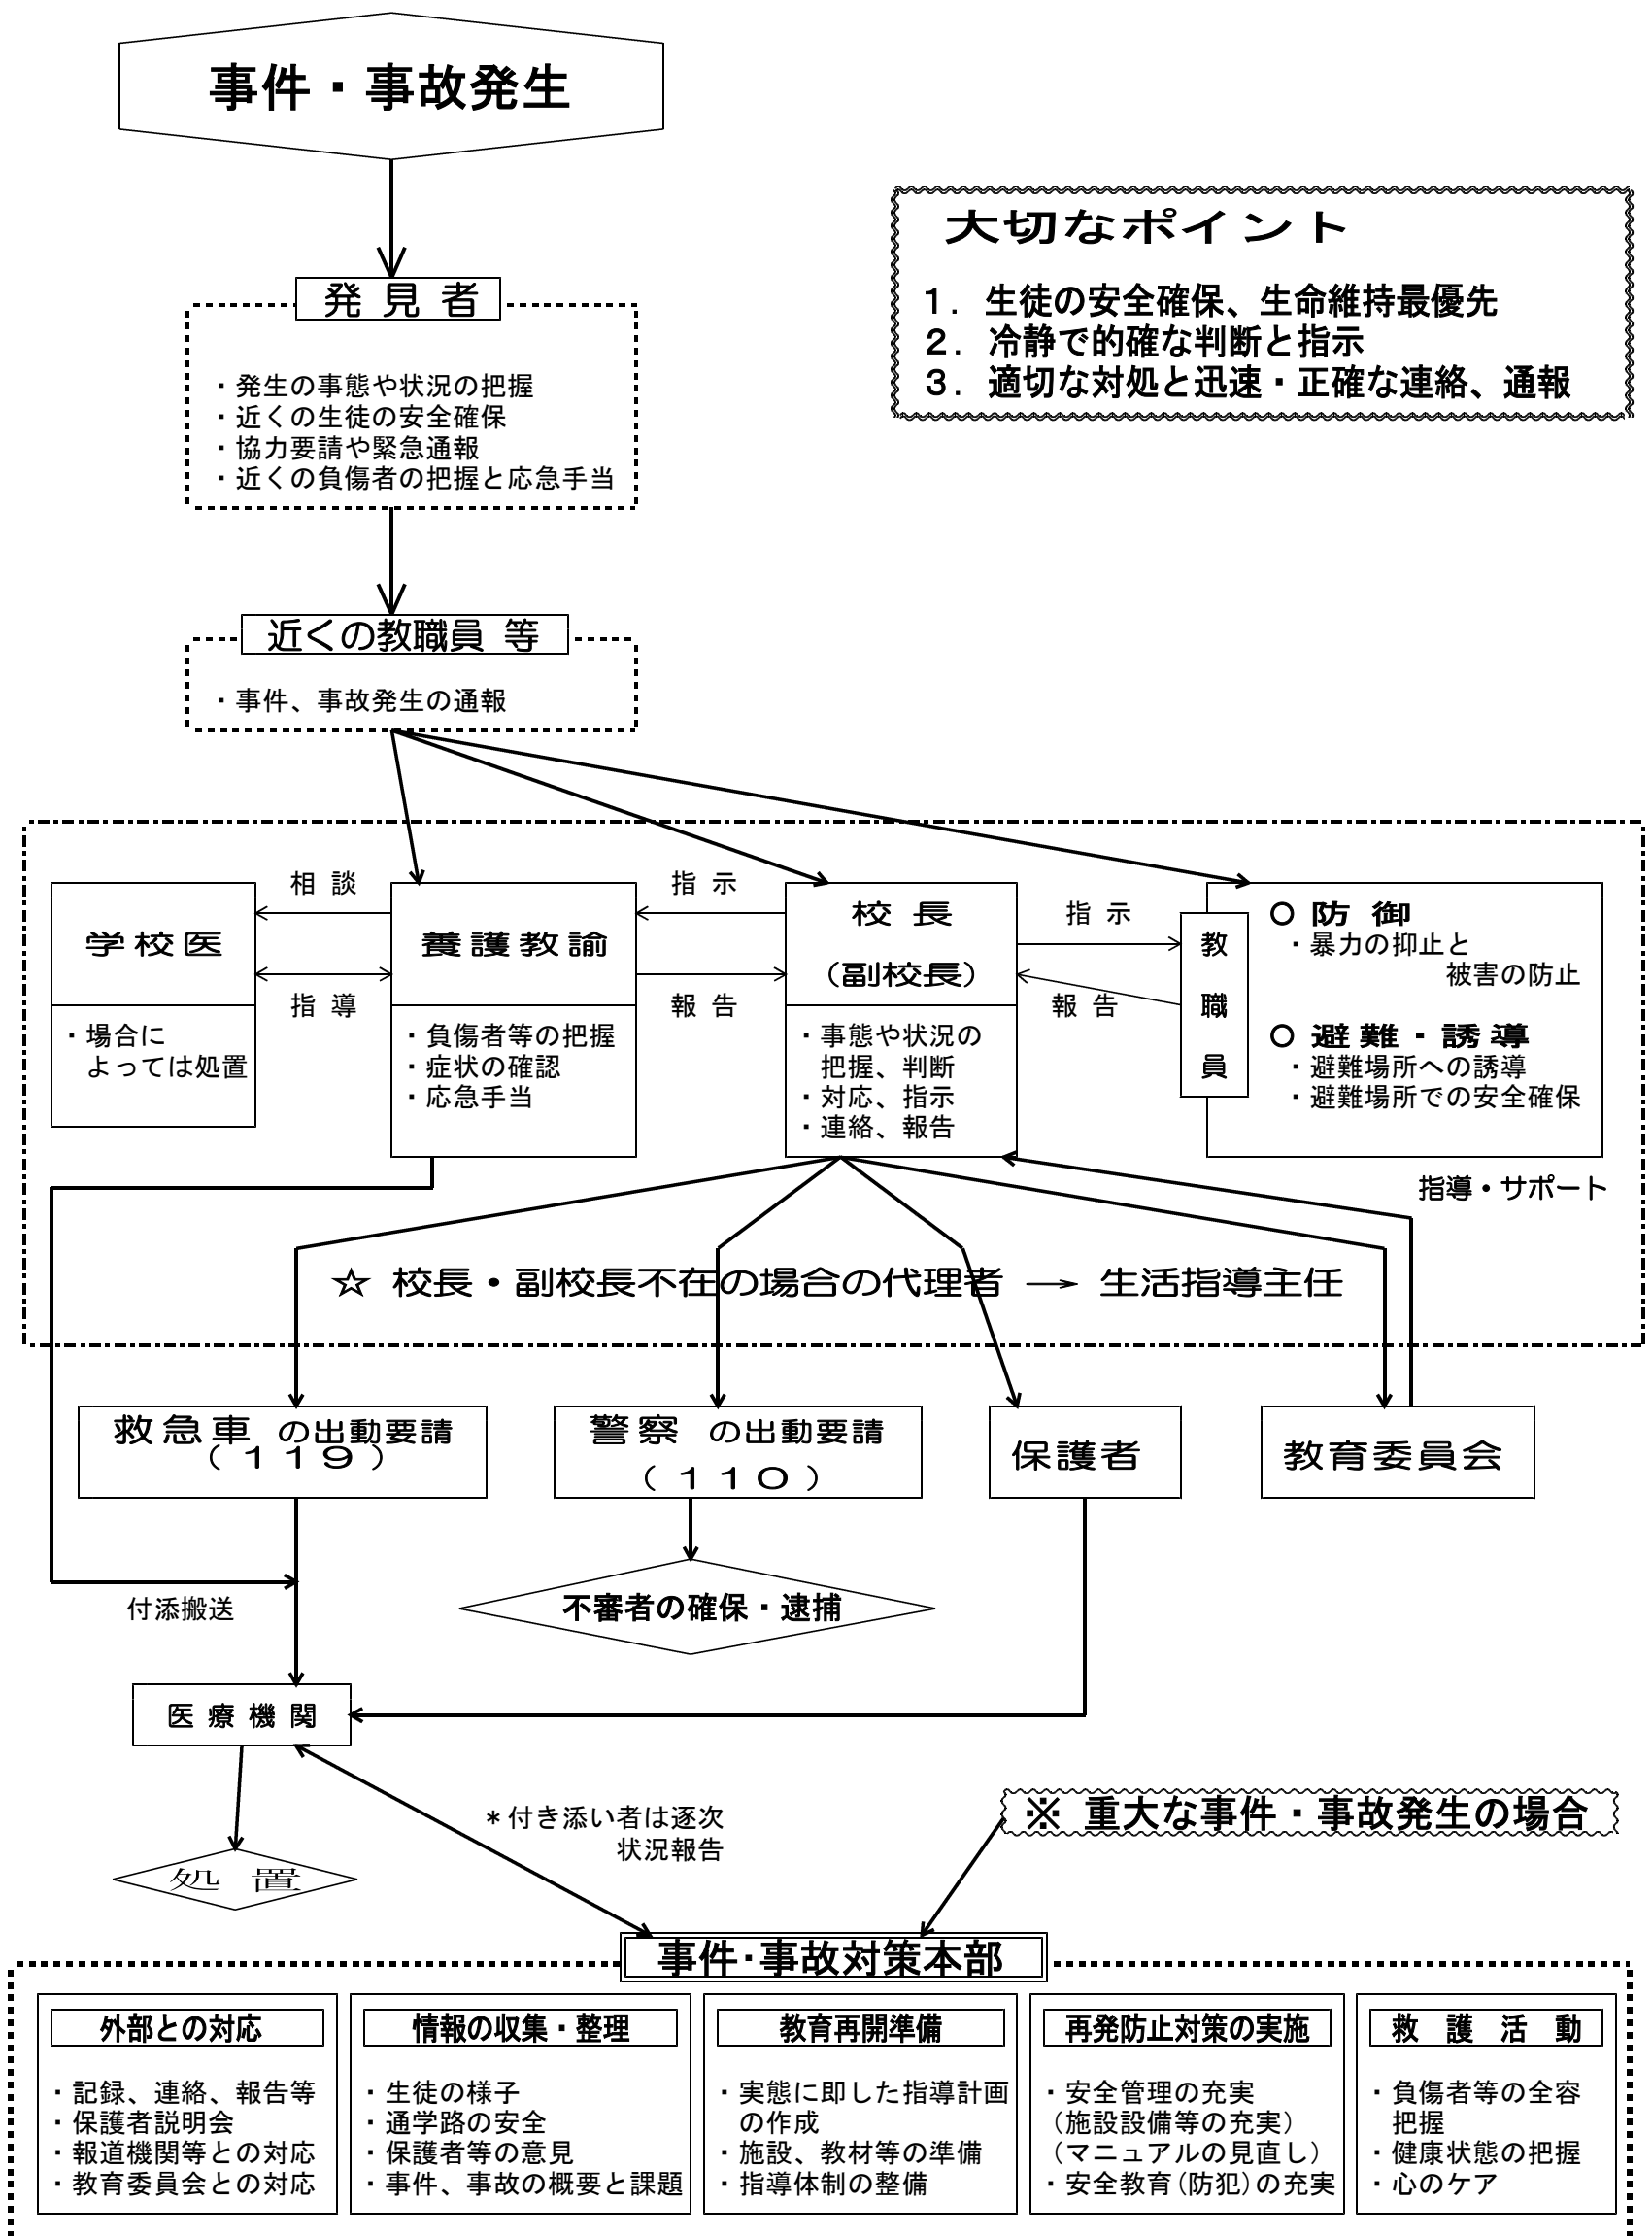 事件・事故発生
大切なポイント
１．生徒の安全確保、生命維持最優先
２．冷静で的確な判断と指示
３．適切な対処と迅速・正確な連絡、通報
発見者
・発生の事態や状況の把握
・近くの生徒の安全確保
・協力要請や緊急通報
・近くの負傷者の把握と応急手当
近くの教職員 等
・事件、事故発生の通報
相 談
指 導
指 示
報 告
指 示
報 告
学校医
・場合に
よっては処置
養護教諭
・負傷者等の把握
・症状の確認
・応急手当
校 長
（副校長）
・事態や状況の
把握、判断
・対応、指示
・連絡、報告
教職員
○ 防 御
・暴力の抑止と
被害の防止
○ 避難・誘導
・避難場所への誘導
・避難場所での安全確保
指導・サポート
☆ 校長・副校長不在の場合の代理者 → 生活指導主任
救急車 の出動要請
（１１９）
警察 の出動要請
（１１０）
保護者
教育委員会
付添搬送
不審者の確保・逮捕
医療機関
処 置
＊付き添い者は逐次
状況報告
※ 重大な事件・事故発生の場合
事件・事故対策本部
外部との対応
・記録、連絡、報告等
・保護者説明会
・報道機関等との対応
・教育委員会との対応
情報の収集・整理
・生徒の様子
・通学路の安全
・保護者等の意見
・事件、事故の概要と課題
教育再開準備
・実態に即した指導計画
の作成
・施設、教材等の準備
・指導体制の整備
再発防止対策の実施
・安全管理の充実
（施設設備等の充実）
（マニュアルの見直し）
・安全教育（防犯）の充実
救 護 活 動
・負傷者等の全容
把握
・健康状態の把握
・心のケア